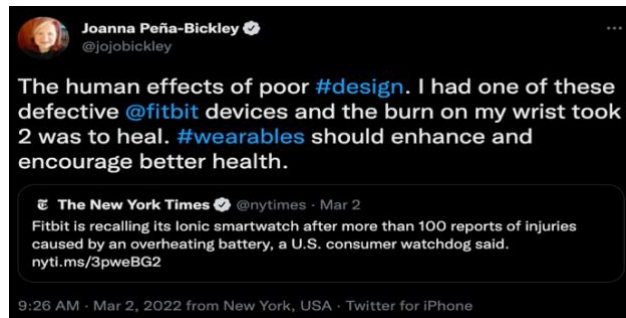 Joanna Peña-Bickley
@jojobickley
The human effects of poor #design. I had one of these
defective @fitbit devices and the burn on my wrist took
2 was to heal. #wearables should enhance and
encourage better health.
The New York Times @nytimes · Mar 2
Fitbit is recalling its Ionic smartwatch after more than 100 reports of injuries
caused by an overheating battery, a U.S. consumer watchdog said.
nyti.ms/3pweBG2
9:26 AM · Mar 2, 2022 from New York, USA · Twitter for iPhone